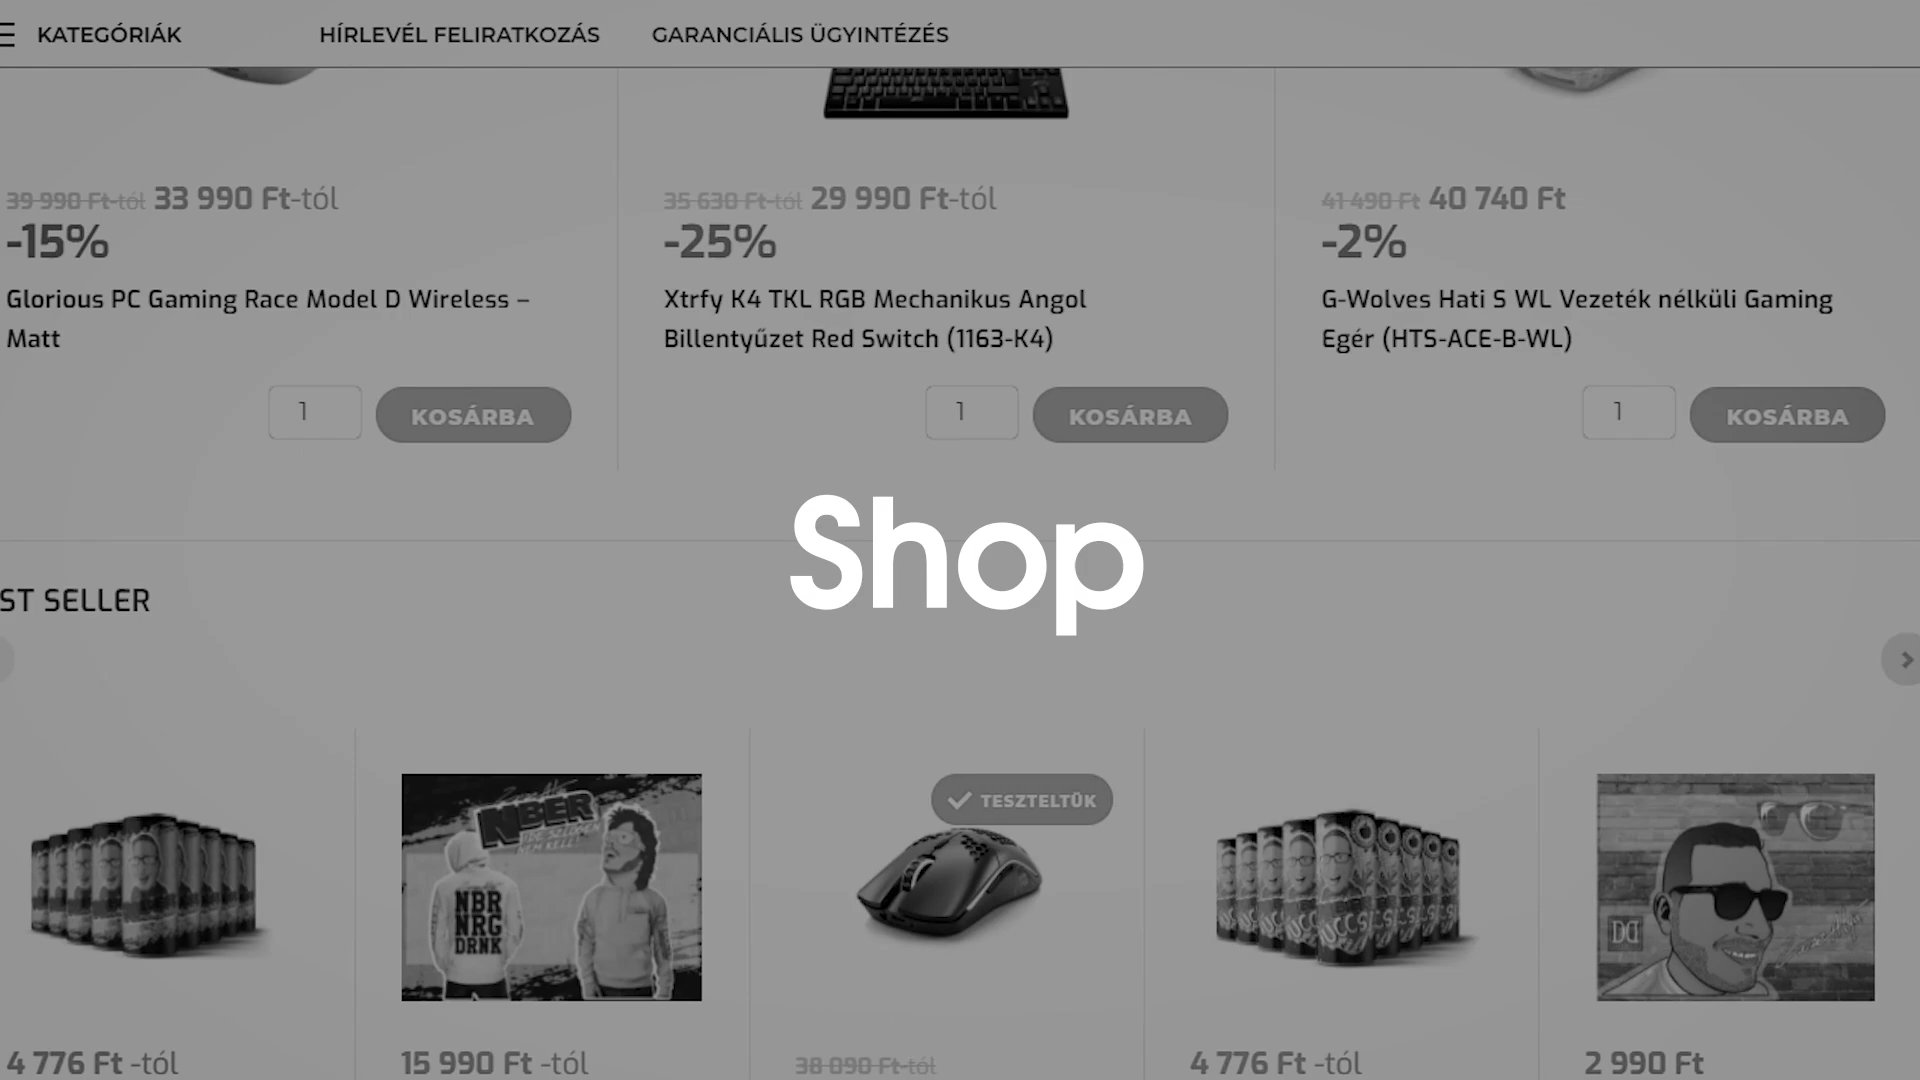 KATEGÓRIÁK HÍRLEVÉL FELIRATKOZÁS GARANCIÁLIS ÜGYINTÉZÉS
39 990 Ft-tól 33 990 Ft-tól
-15%
Glorious PC Gaming Race Model D Wireless –
Matt
1 KOSÁRBA
35 630 Ft-tól 29 990 Ft-tól
-25%
Xtrfy K4 TKL RGB Mechanikus Angol
Billentyűzet Red Switch (1163-K4)
1 KOSÁRBA
41 490 Ft 40 740 Ft
-2%
G-Wolves Hati S WL Vezeték nélküli Gaming
Egér (HTS-ACE-B-WL)
1 KOSÁRBA
Shop
ST SELLER
NBER
NEM KELL!
NBR
NRG
DRNK
TESZTELTÜK
DD
4 776 Ft -tól
15 990 Ft -tól
38 090 Ft-tól
4 776 Ft -tól
2 990 Ft